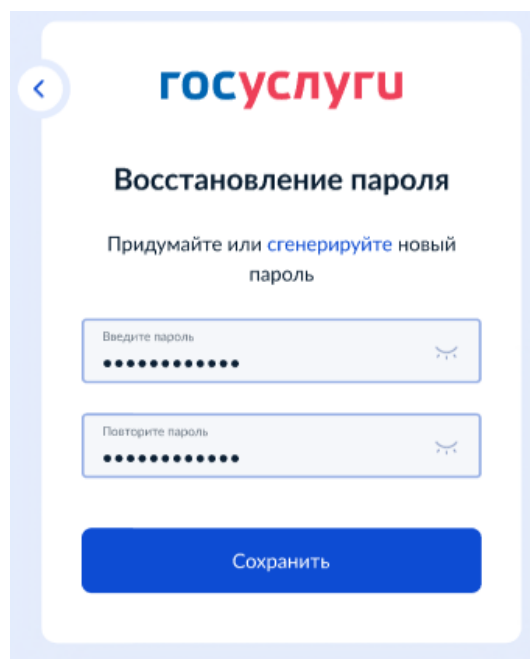 госуслуги
Восстановление пароля
Придумайте или сгенерируйте новый
пароль
Введите пароль
••••••••••••
Повторите пароль
••••••••••••
Сохранить